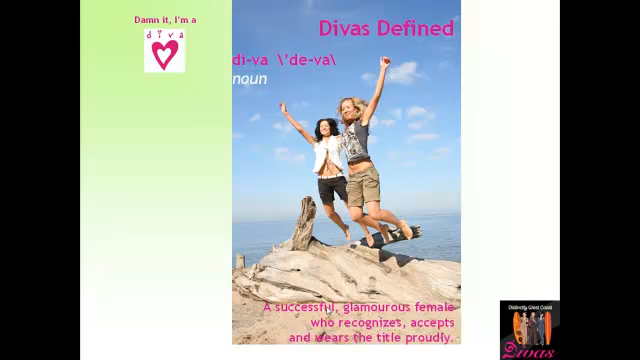 Damn it, I'm a
diva
Divas Defined
di-va \'de-va\
noun
A successful, glamourous female
who recognizes, accepts
and wears the title proudly.
Distinctly West Coast
Divas